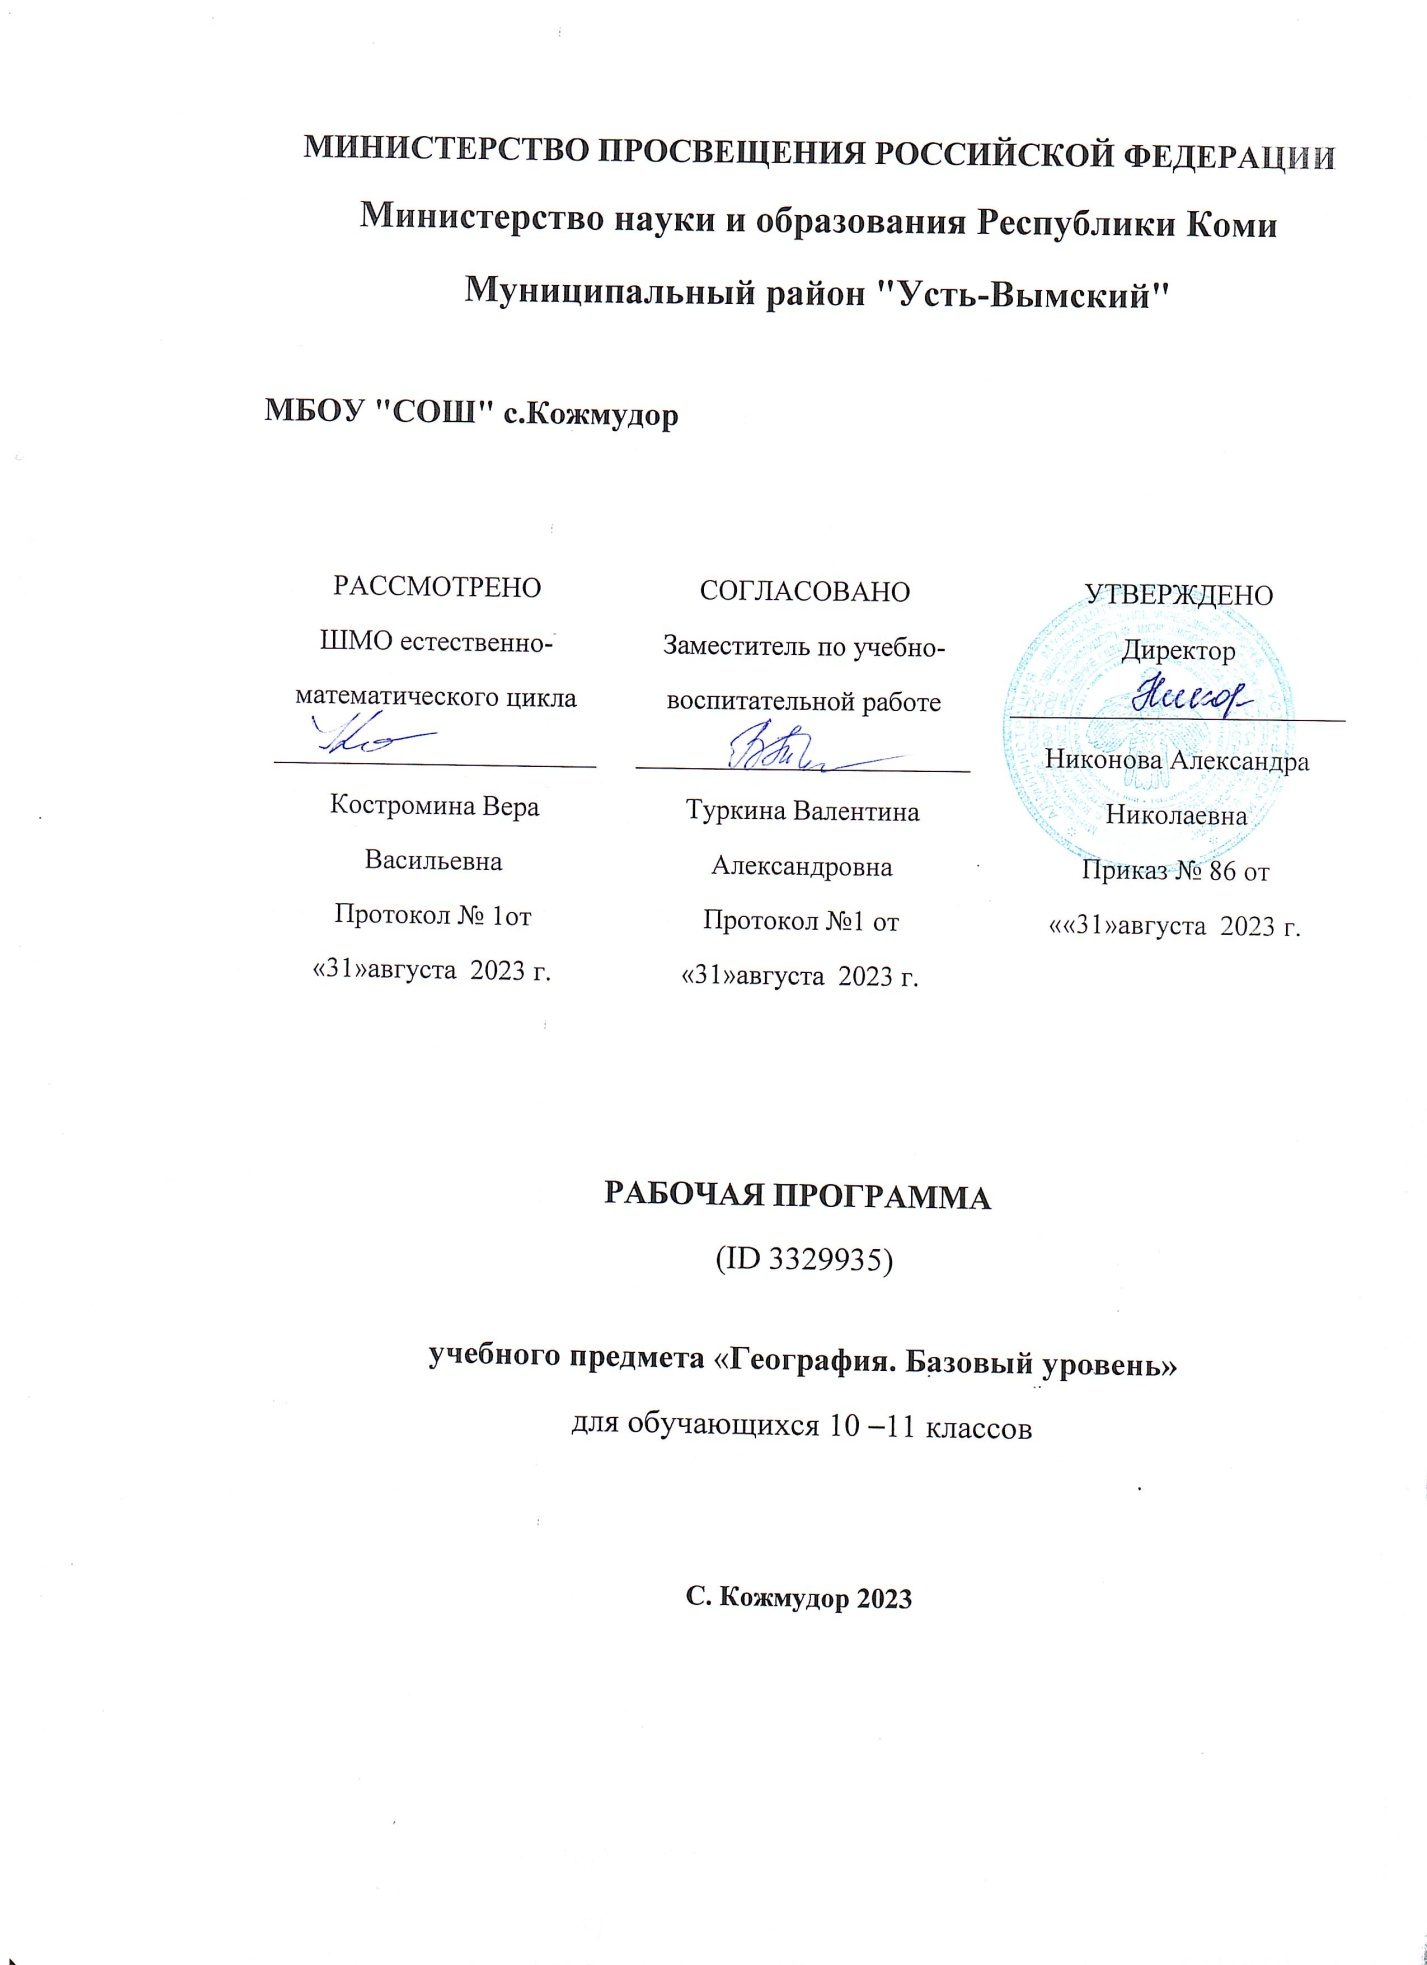 МИНИСТЕРСТВО ПРОСВЕЩЕНИЯ РОССИЙСКОЙ ФЕДЕРАЦИИ
Министерство науки и образования Республики Коми
Муниципальный район "Усть-Вымский"
МБОУ "СОШ" с.Кожмудор
РАССМОТРЕНО
ШМО естественно-
математического цикла
Костромина Вера
Васильевна
Протокол № 1от
«31»августа 2023 г.
СОГЛАСОВАНО
Заместитель по учебно-
воспитательной работе
Туркина Валентина
Александровна
Протокол №1 от
«31»августа 2023 г.
УТВЕРЖДЕНО
Директор
Никонова Александра
Николаевна
Приказ № 86 от
««31»августа 2023 г.
РАБОЧАЯ ПРОГРАММА
(ID 3329935)
учебного предмета «География. Базовый уровень»
для обучающихся 10 –11 классов
С. Кожмудор 2023